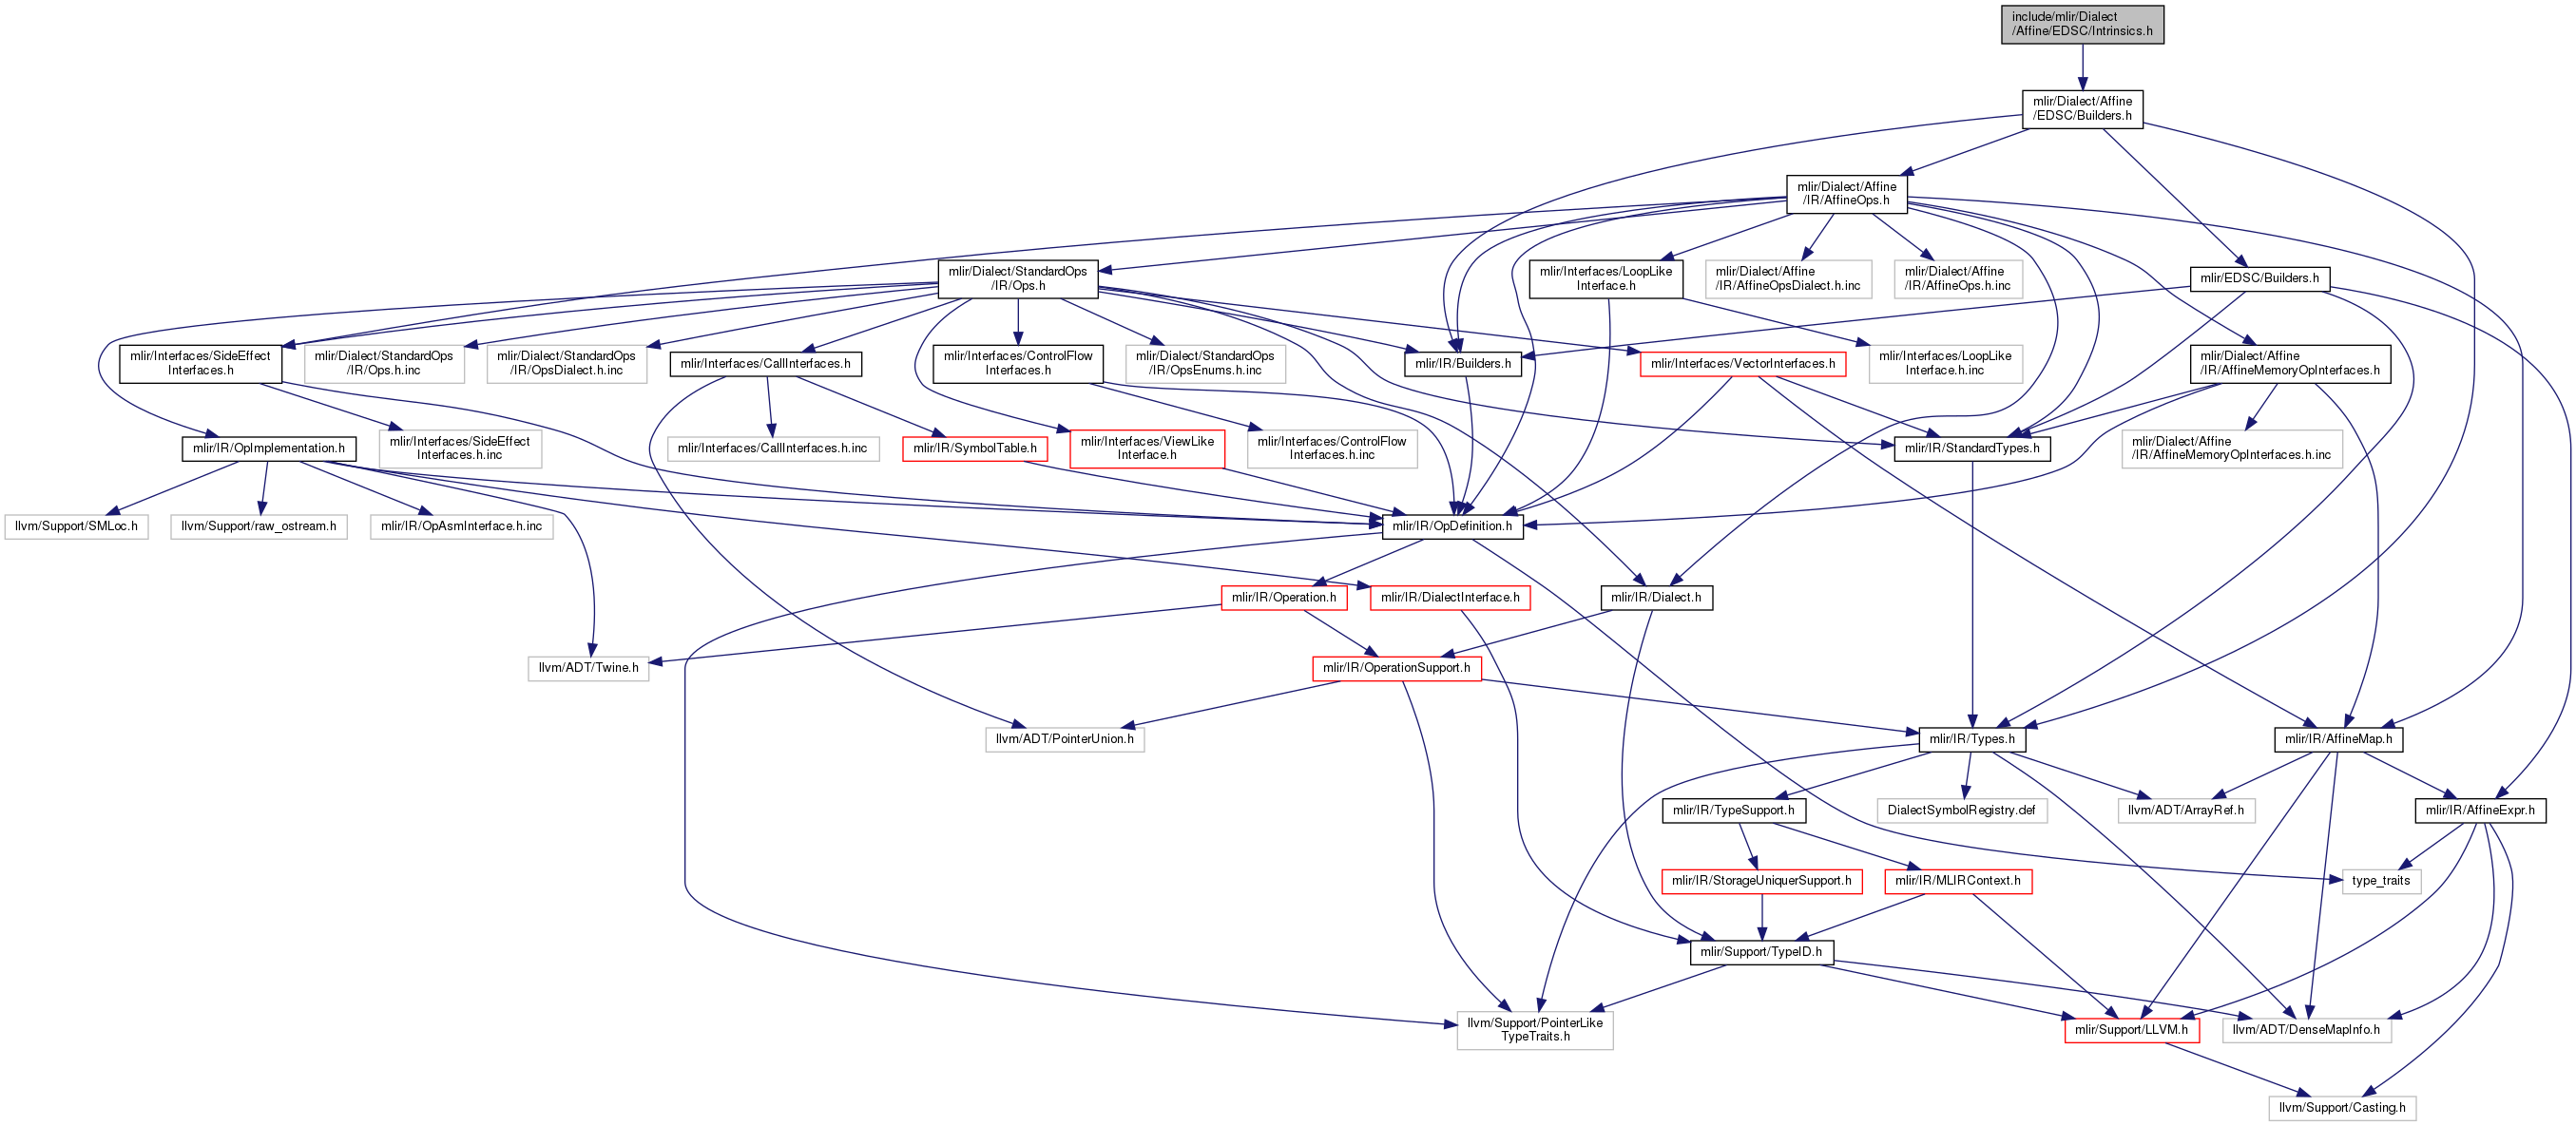 include/mlir/Dialect
/Affine/EDSC/Intrinsics.h
mlir/Dialect/Affine
/EDSC/Builders.h
mlir/Dialect/Affine
/IR/AffineOps.h
mlir/Dialect/StandardOps
/IR/Ops.h
mlir/Interfaces/LoopLike
Interface.h
mlir/Dialect/Affine
/IR/AffineOpsDialect.h.inc
mlir/Dialect/Affine
/IR/AffineOps.h.inc
mlir/EDSC/Builders.h
mlir/Interfaces/SideEffect
Interfaces.h
mlir/Dialect/StandardOps
/IR/Ops.h.inc
mlir/Dialect/StandardOps
/IR/OpsDialect.h.inc
mlir/Interfaces/CallInterfaces.h
mlir/Interfaces/ControlFlow
Interfaces.h
mlir/Dialect/StandardOps
/IR/OpsEnums.h.inc
mlir/IR/Builders.h
mlir/Interfaces/VectorInterfaces.h
mlir/Interfaces/LoopLike
Interface.h.inc
mlir/Dialect/Affine
/IR/AffineMemoryOpInterfaces.h
mlir/IR/OpImplementation.h
mlir/Interfaces/SideEffect
Interfaces.h.inc
mlir/Interfaces/CallInterfaces.h.inc
mlir/IR/SymbolTable.h
mlir/Interfaces/ViewLike
Interface.h
mlir/Interfaces/ControlFlow
Interfaces.h.inc
mlir/IR/StandardTypes.h
mlir/Dialect/Affine
/IR/AffineMemoryOpInterfaces.h.inc
llvm/Support/SMLoc.h
llvm/Support/raw_ostream.h
mlir/IR/OpAsmInterface.h.inc
mlir/IR/OpDefinition.h
mlir/IR/Operation.h
mlir/IR/DialectInterface.h
mlir/IR/Dialect.h
llvm/ADT/Twine.h
mlir/IR/OperationSupport.h
llvm/ADT/PointerUnion.h
mlir/IR/Types.h
mlir/IR/AffineMap.h
mlir/IR/TypeSupport.h
DialectSymbolRegistry.def
llvm/ADT/ArrayRef.h
mlir/IR/AffineExpr.h
mlir/IR/StorageUniquerSupport.h
mlir/IR/MLIRContext.h
type_traits
mlir/Support/TypeID.h
llvm/Support/PointerLike
TypeTraits.h
mlir/Support/LLVM.h
llvm/ADT/DenseMapInfo.h
llvm/Support/Casting.h